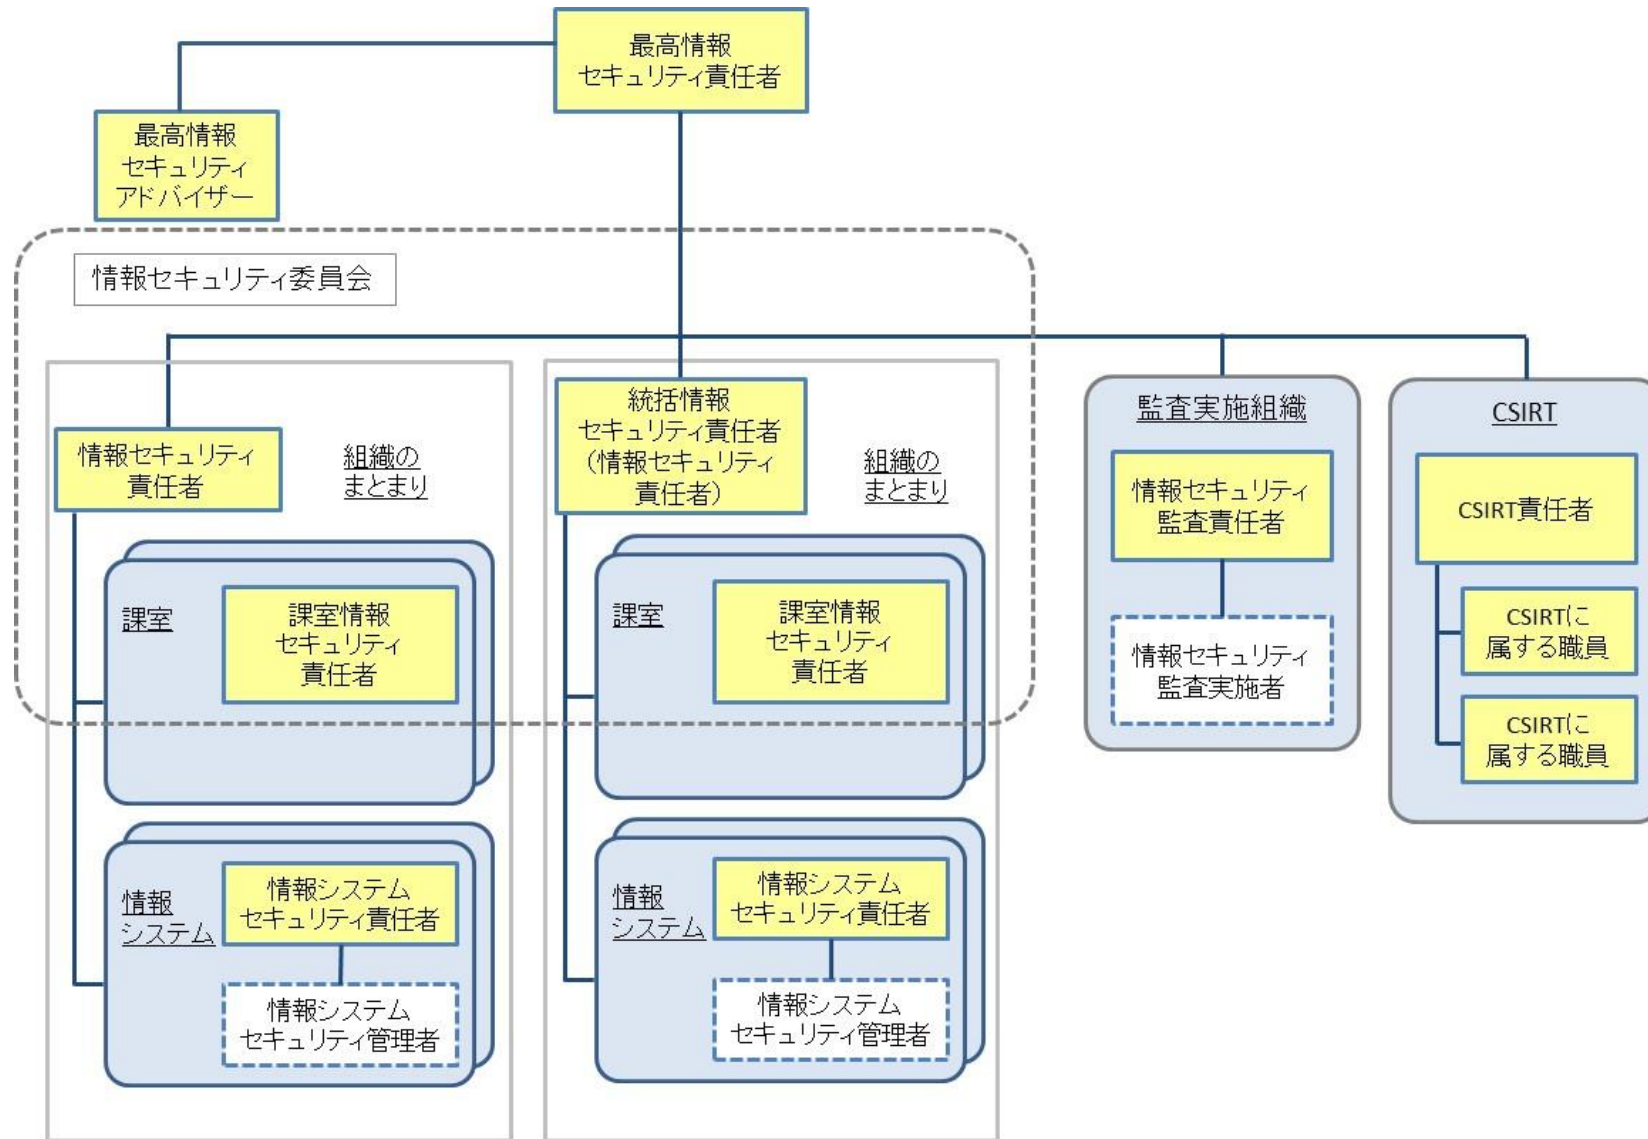 最高情報
セキュリティ責任者
最高情報
セキュリティ
アドバイザー
情報セキュリティ委員会
情報セキュリティ
責任者
組織の
まとまり
課室
課室情報
セキュリティ
責任者
情報
システム
情報システム
セキュリティ責任者
情報システム
セキュリティ管理者
統括情報
セキュリティ責任者
（情報セキュリティ
責任者）
組織の
まとまり
課室
課室情報
セキュリティ
責任者
情報
システム
情報システム
セキュリティ責任者
情報システム
セキュリティ管理者
監査実施組織
情報セキュリティ
監査責任者
情報セキュリティ
監査実施者
CSIRT
CSIRT責任者
CSIRTに
属する職員
CSIRTに
属する職員